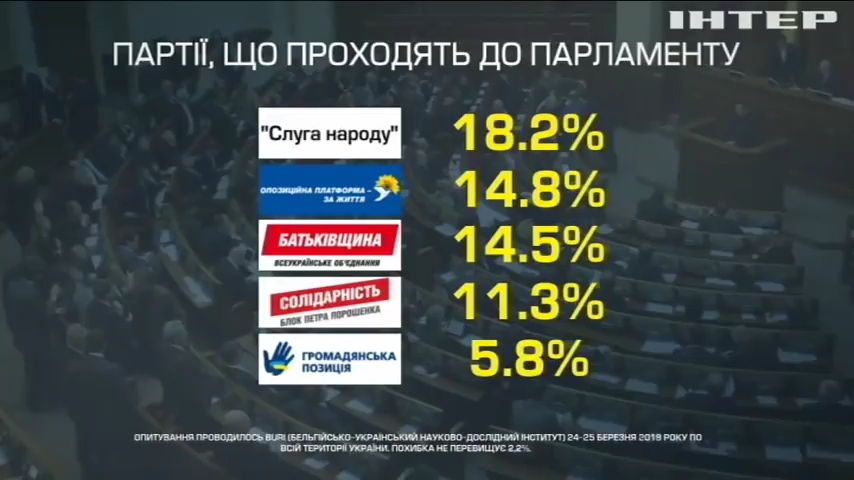 ІНТЕР
ПАРТІЇ, ЩО ПРОХОДЯТЬ ДО ПАРЛАМЕНТУ
"Слуга народу" 18.2%
ОПОЗИЦІЙНА ПЛАТФОРМА –
ЗА ЖИТТЯ 14.8%
БАТЬКІВЩИНА 14.5%
ВСЕУКРАЇНСЬКЕ ОБ'ЄДНАННЯ
СОЛІДАРНІСТЬ 11.3%
БЛОК ПЕТРА ПОРОШЕНКА
ГРОМАДЯНСЬКА
ПОЗИЦІЯ 5.8%
ОПИТУВАННЯ ПРОВОДИЛОСЬ BURI (БЕЛЬГІЙСЬКО-УКРАЇНСЬКИЙ НАУКОВО-ДОСЛІДНИЙ ІНСТИТУТ) 24-25 БЕРЕЗНЯ 2019 РОКУ ПО
ВСІЙ ТЕРИТОРІЇ УКРАЇНИ. ПОХИБКА НЕ ПЕРЕВИЩУЄ 2,2%.